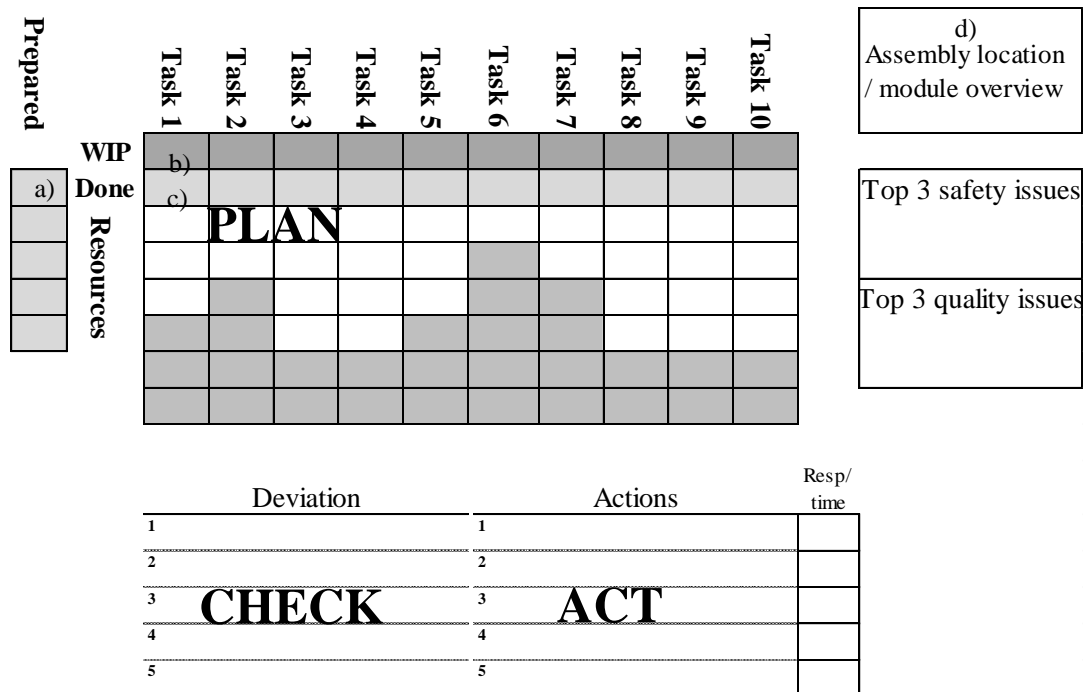 Prepared
Task 1
Task 2
Task 3
Task 4
Task 5
Task 6
Task 7
Task 8
Task 9
Task 10
d)
Assembly location
/ module overview
WIP
b)
a)
Done
c)
Top 3 safety issues
PLAN
Resources
Top 3 quality issues
Deviation
Actions
Resp/
time
1
1
2
2
3
CHECK
3
ACT
4
4
5
5